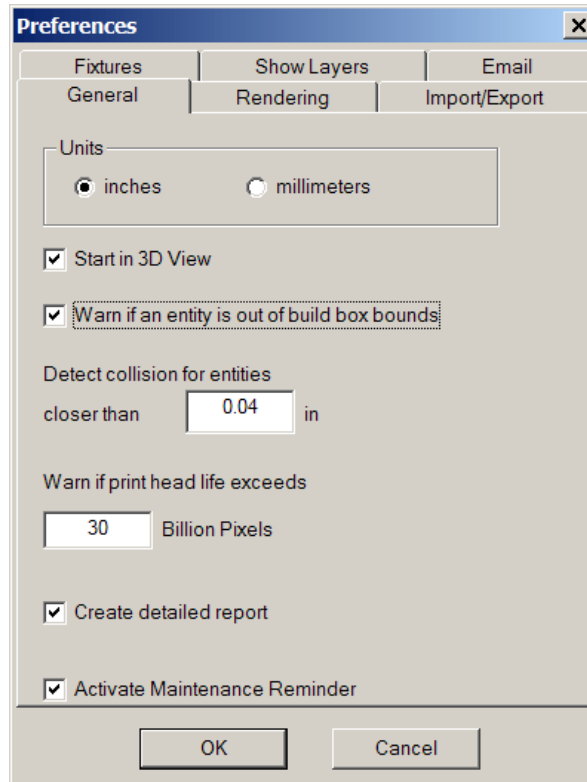 Preferences
Fixtures Show Layers Email
General Rendering Import/Export
Units
inches millimeters
Start in 3D View
Warn if an entity is out of build box bounds
Detect collision for entities
closer than 0.04 in
Warn if print head life exceeds
30 Billion Pixels
Create detailed report
Activate Maintenance Reminder
OK Cancel